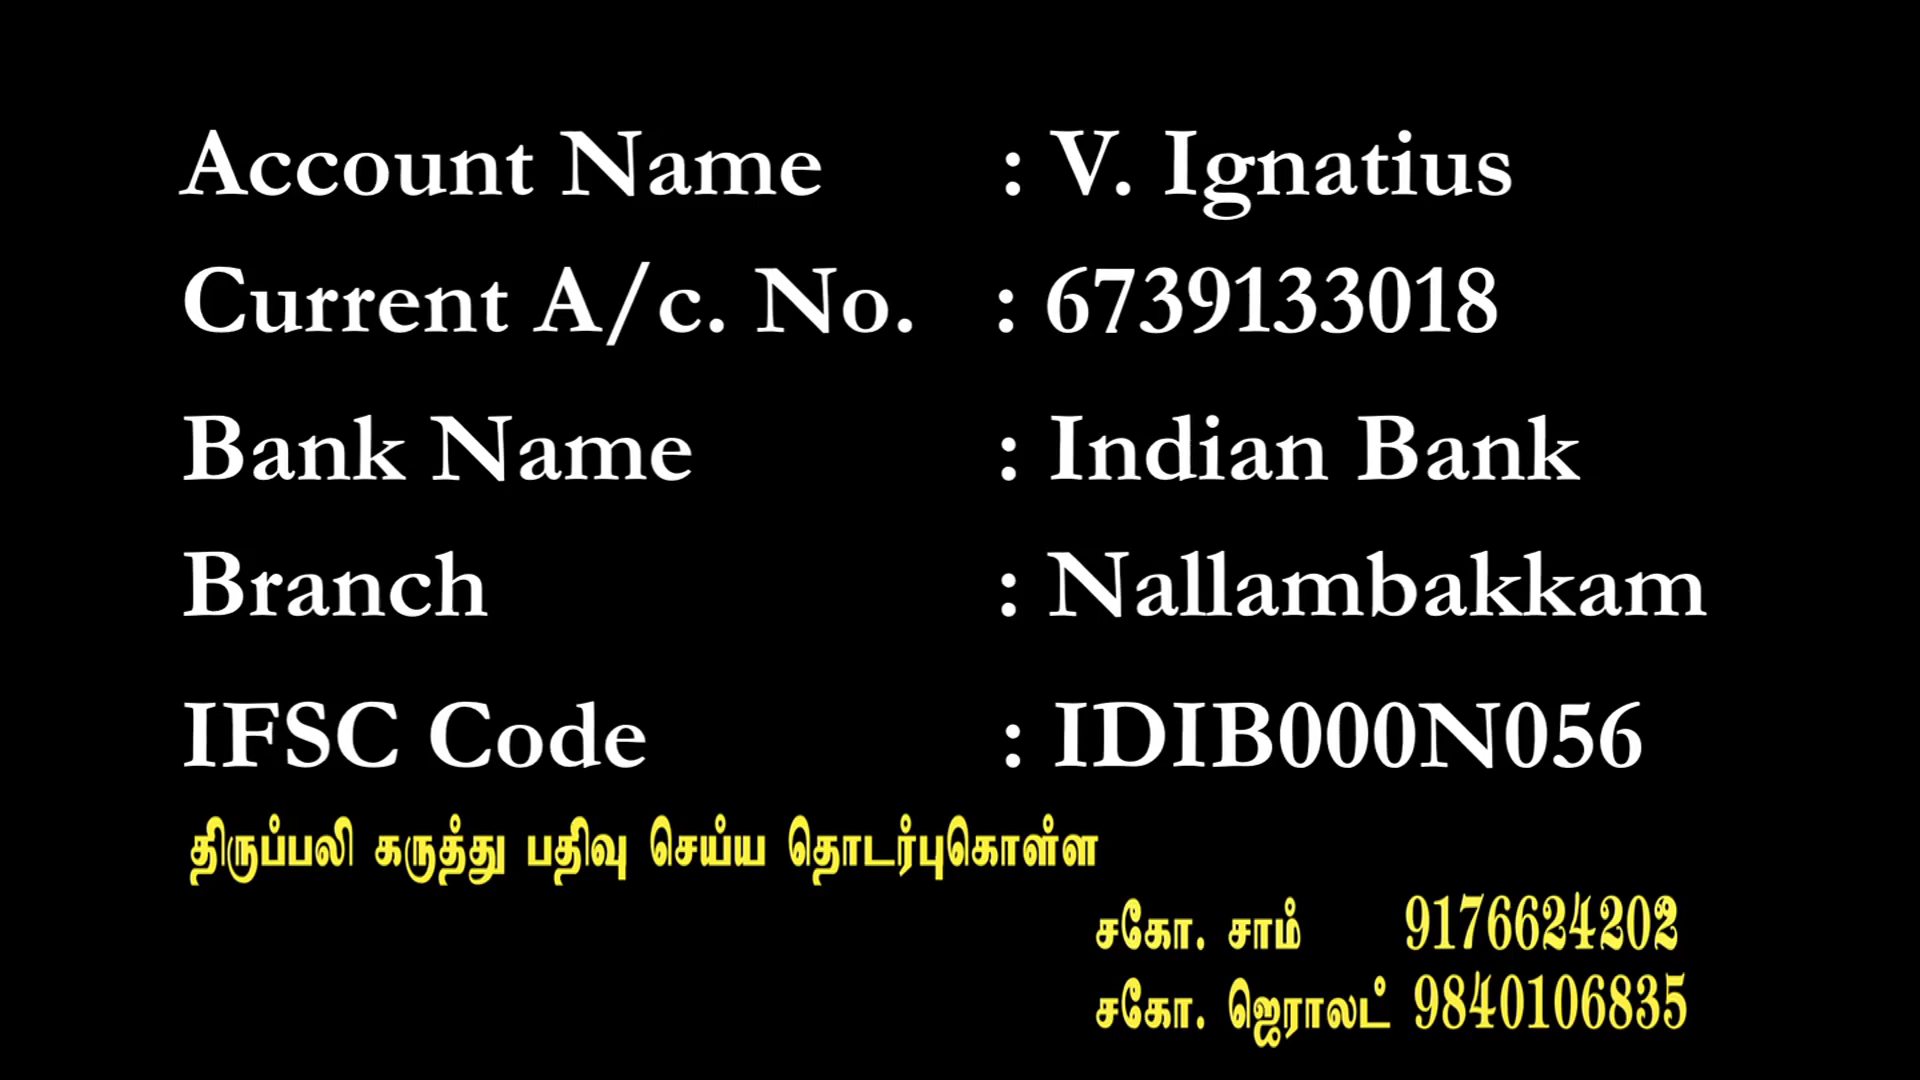 Account Name : V. Ignatius
Current A/c. No. : 6739133018
Bank Name : Indian Bank
Branch : Nallambakkam
IFSC Code : IDIB000N056
திருப்பலி கருத்து பதிவு செய்ய தொடர்புகொள்ள
சகோ. சாம் 9176624202
சகோ. ஜெராலட் 9840106835